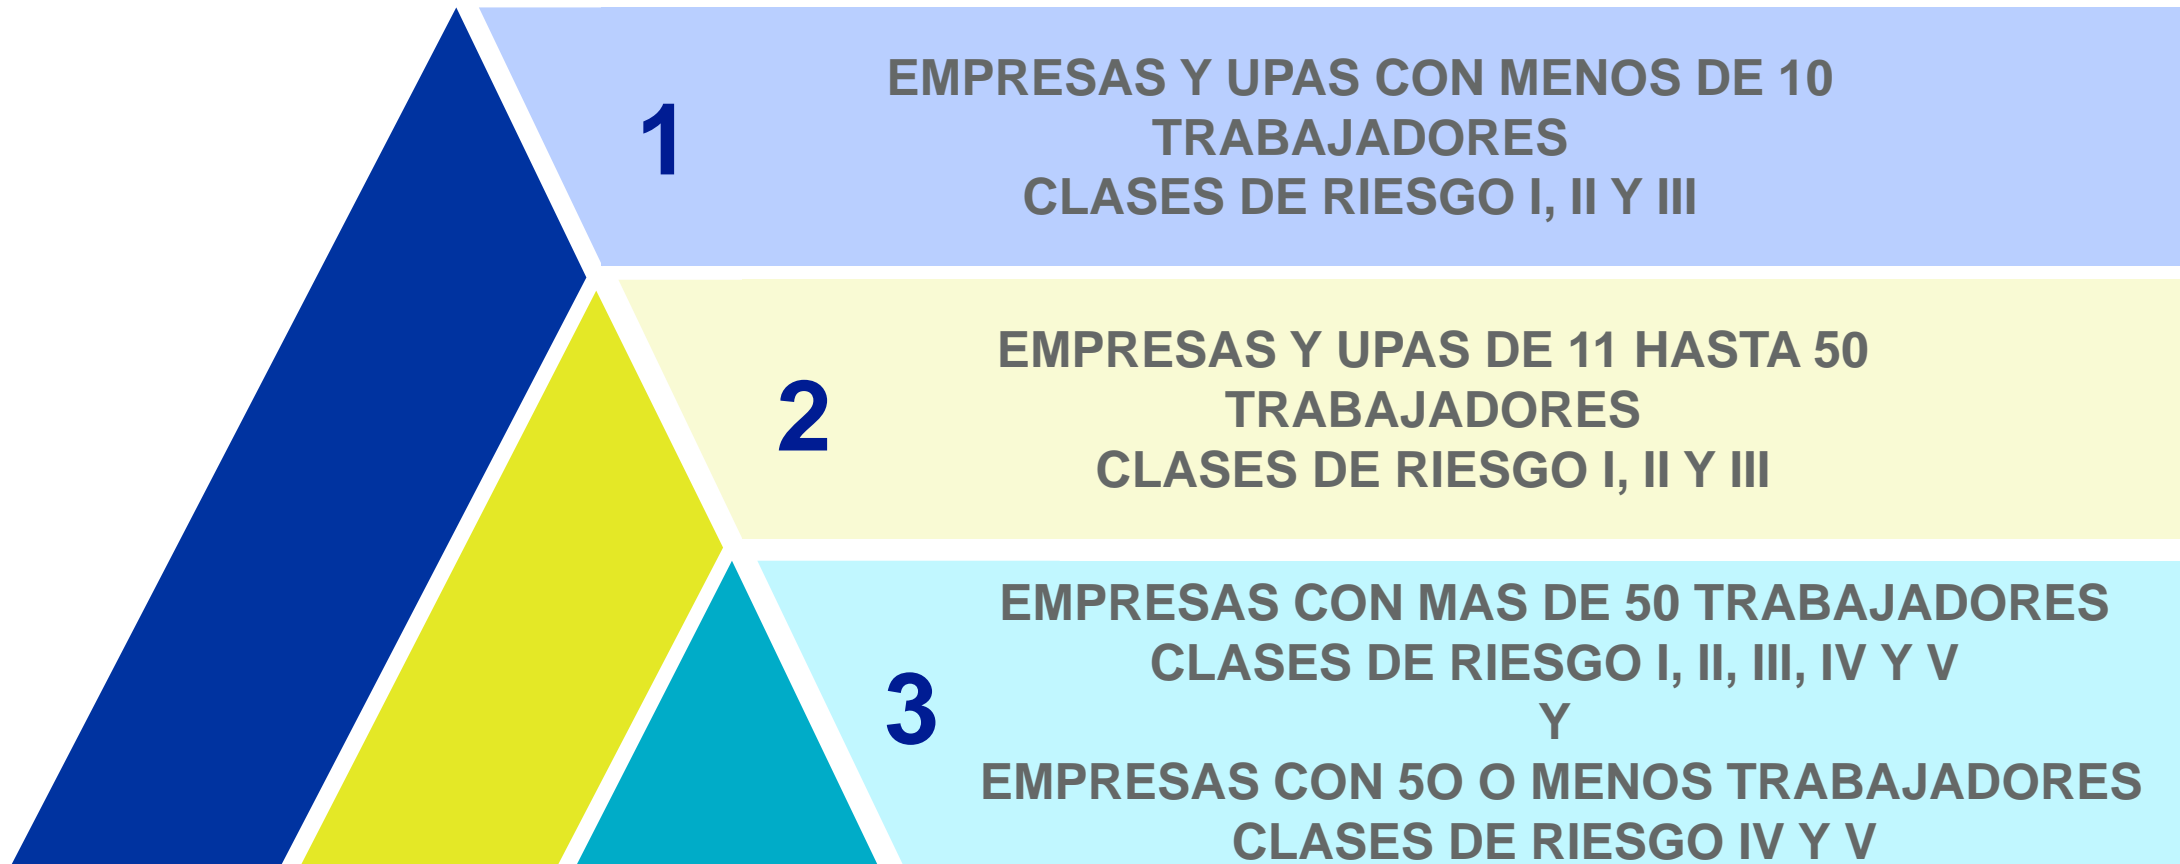 1
EMPRESAS Y UPAS CON MENOS DE 10
TRABAJADORES
CLASES DE RIESGO I, II Y III
2
EMPRESAS Y UPAS DE 11 HASTA 50
TRABAJADORES
CLASES DE RIESGO I, II Y III
3
EMPRESAS CON MAS DE 50 TRABAJADORES
CLASES DE RIESGO I, II, III, IV Y V
Y
EMPRESAS CON 5O O MENOS TRABAJADORES
CLASES DE RIESGO IV Y V